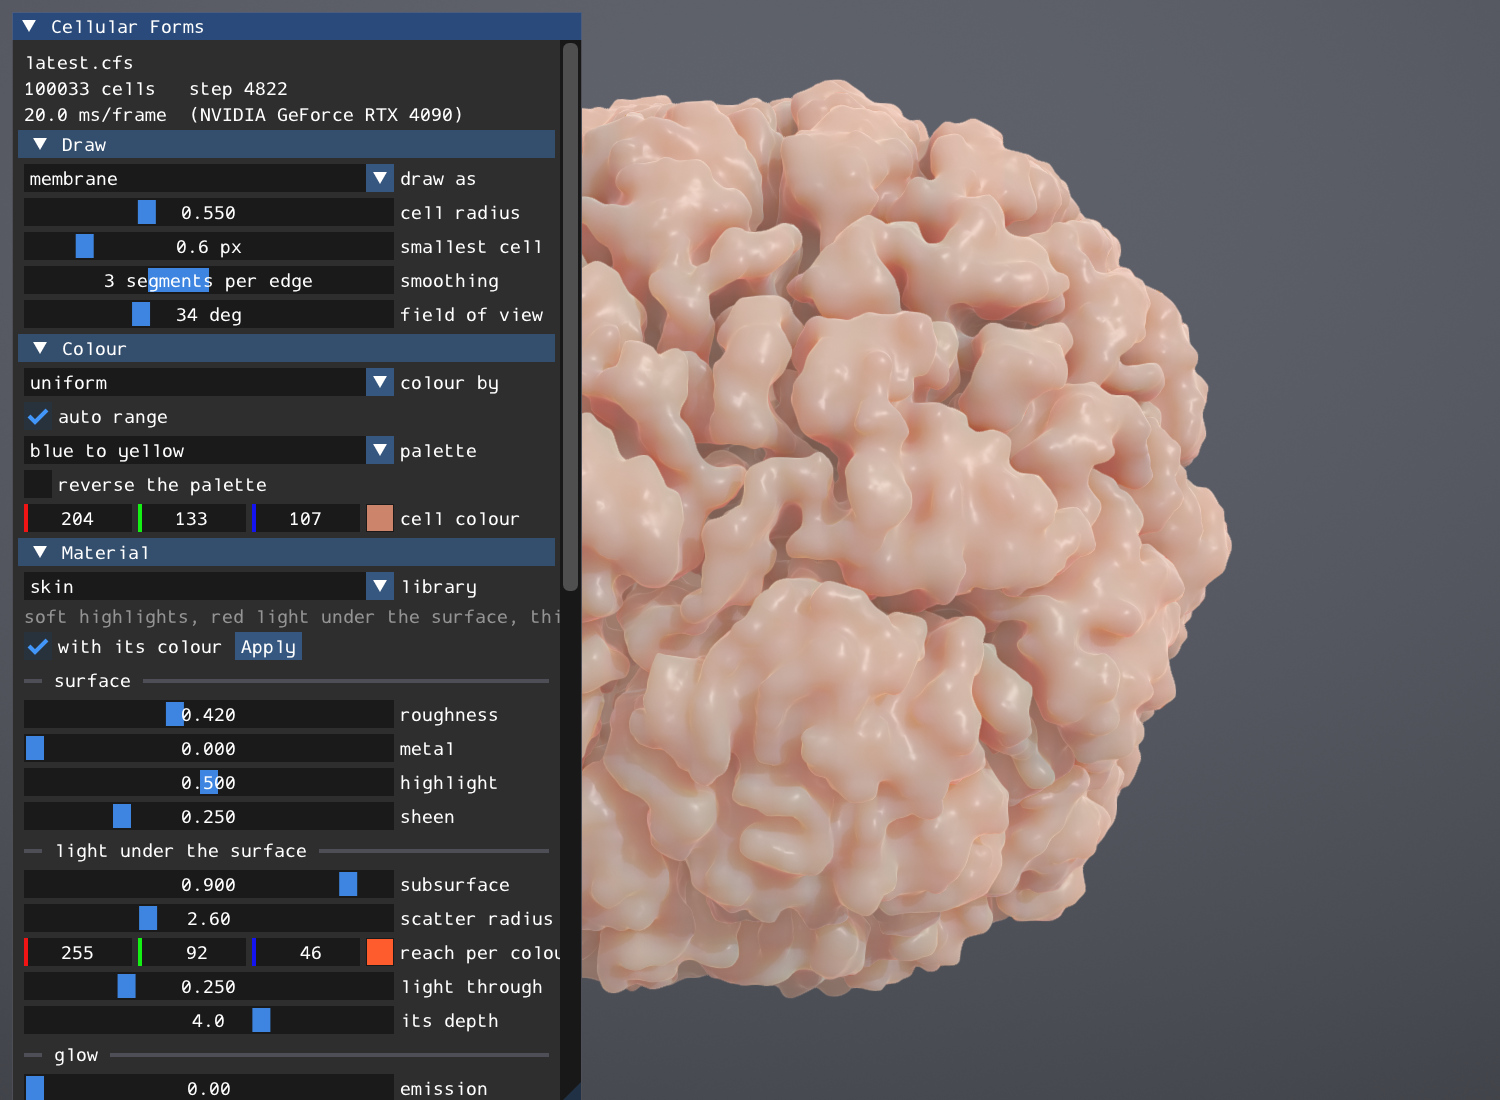 Cellular Forms
latest.cfs
100033 cells step 4822
20.0 ms/frame (NVIDIA GeForce RTX 4090)
Draw
membrane draw as
0.550 cell radius
0.6 px smallest cell
3 segments per edge smoothing
34 deg field of view
Colour
uniform colour by
auto range
blue to yellow palette
reverse the palette
204 133 107 cell colour
Material
skin library
soft highlights, red light under the surface, thi
with its colour Apply
surface
0.420 roughness
0.000 metal
0.500 highlight
0.250 sheen
light under the surface
0.900 subsurface
2.60 scatter radius
255 92 46 reach per colou
0.250 light through
4.0 its depth
glow
0.00 emission